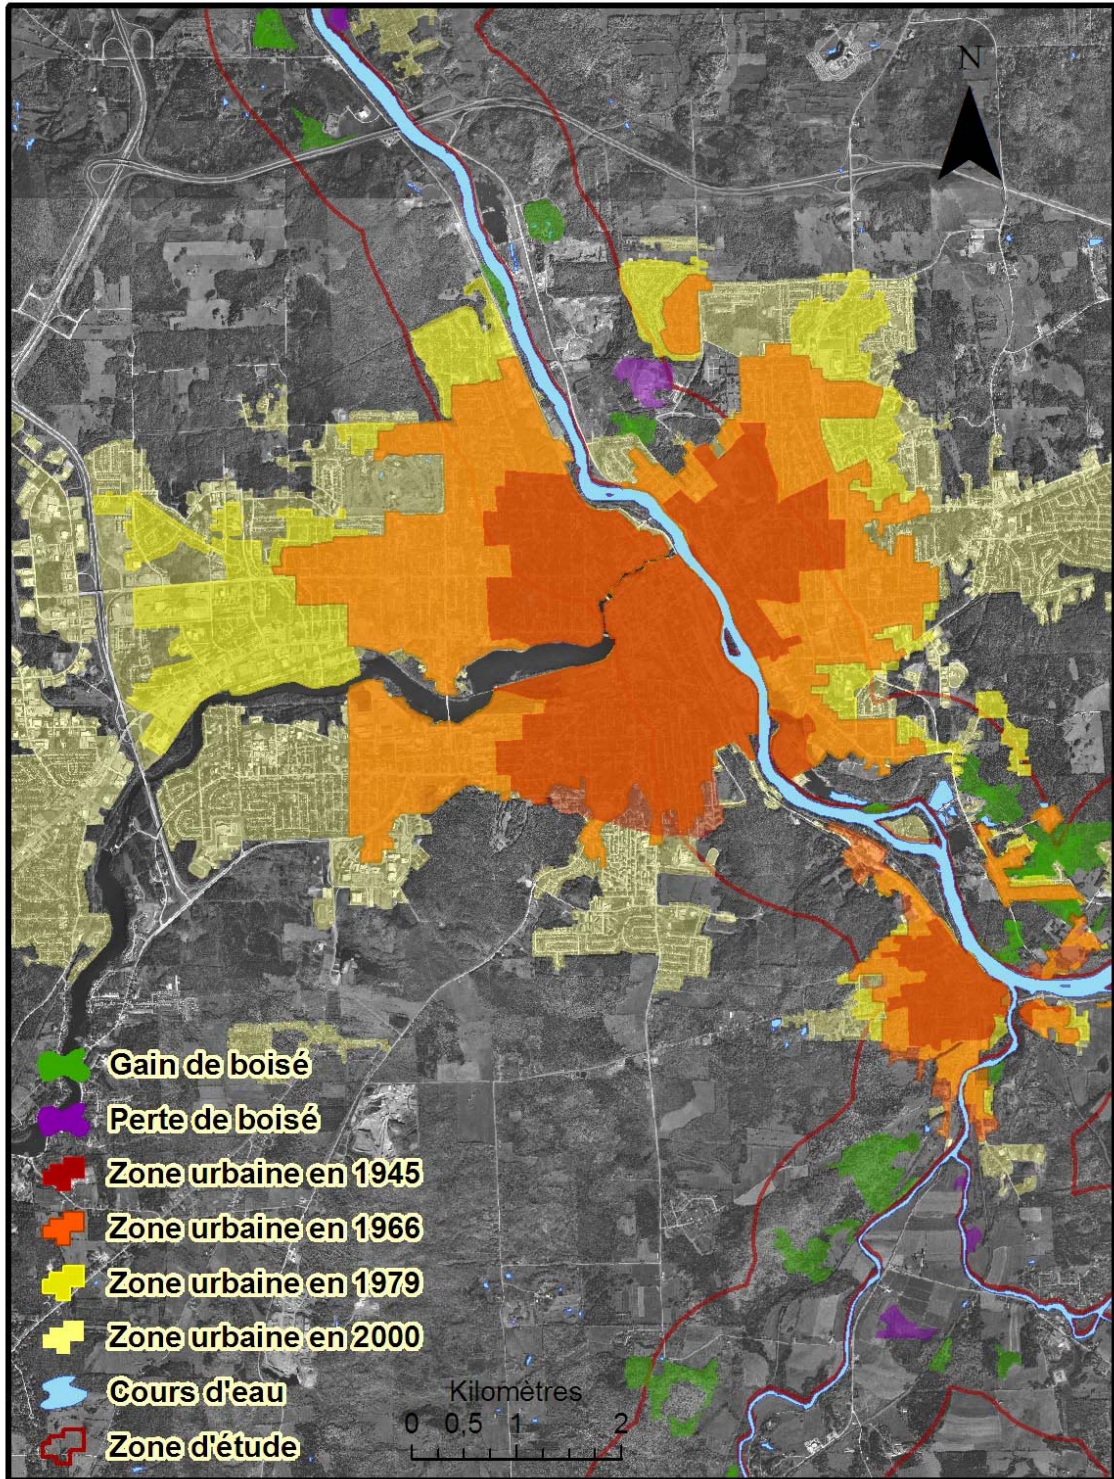 N
Gain de boisé
Perte de boisé
Zone urbaine en 1945
Zone urbaine en 1966
Zone urbaine en 1979
Zone urbaine en 2000
Cours d'eau
Zone d'étude
Kilomètres
0 0,5 1 2